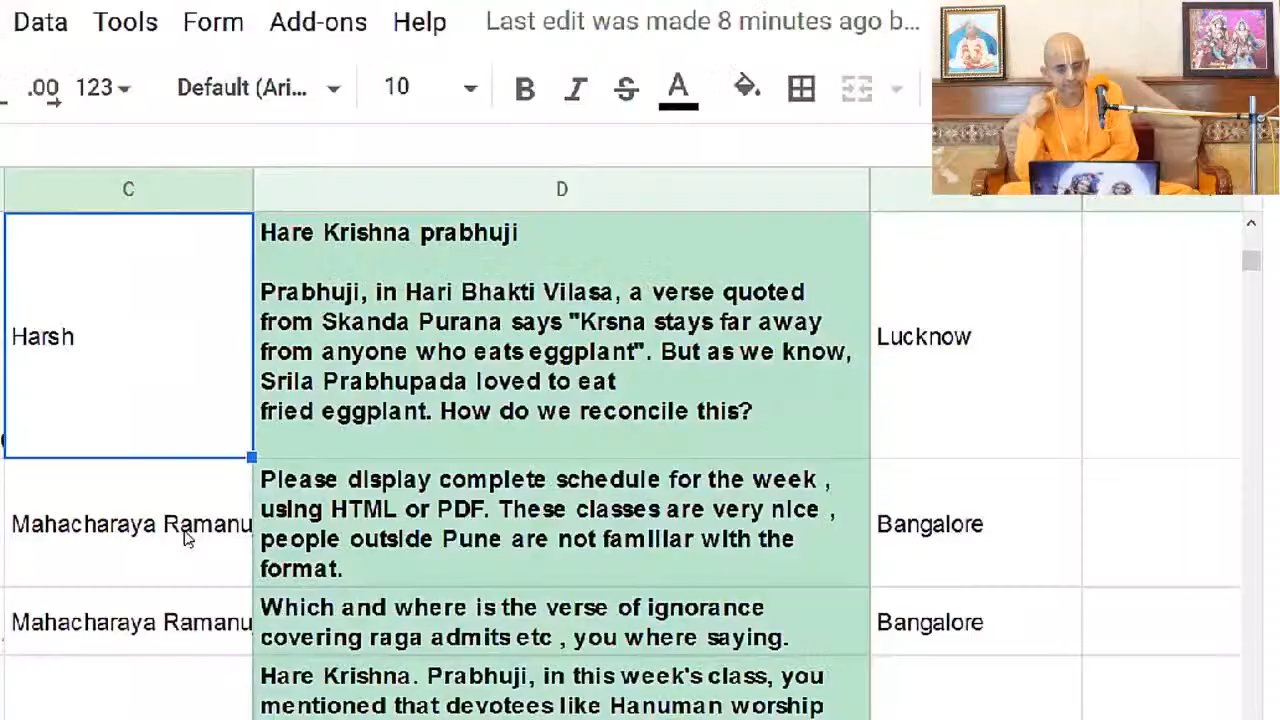 Data Tools Form Add-ons Help Last edit was made 8 minutes ago b...
.00 123 Default (Ari... 10 B I S A
C D
Harsh
Hare Krishna prabhuji
Prabhuji, in Hari Bhakti Vilasa, a verse quoted
from Skanda Purana says "Krsna stays far away
from anyone who eats eggplant". But as we know,
Srila Prabhupada loved to eat
fried eggplant. How do we reconcile this?
Lucknow
Mahacharaya Ramanu
Please display complete schedule for the week ,
using HTML or PDF. These classes are very nice ,
people outside Pune are not familiar with the
format.
Bangalore
Mahacharaya Ramanu
Which and where is the verse of ignorance
covering raga admits etc , you where saying.
Bangalore
Hare Krishna. Prabhuji, in this week's class, you
mentioned that devotees like Hanuman worship